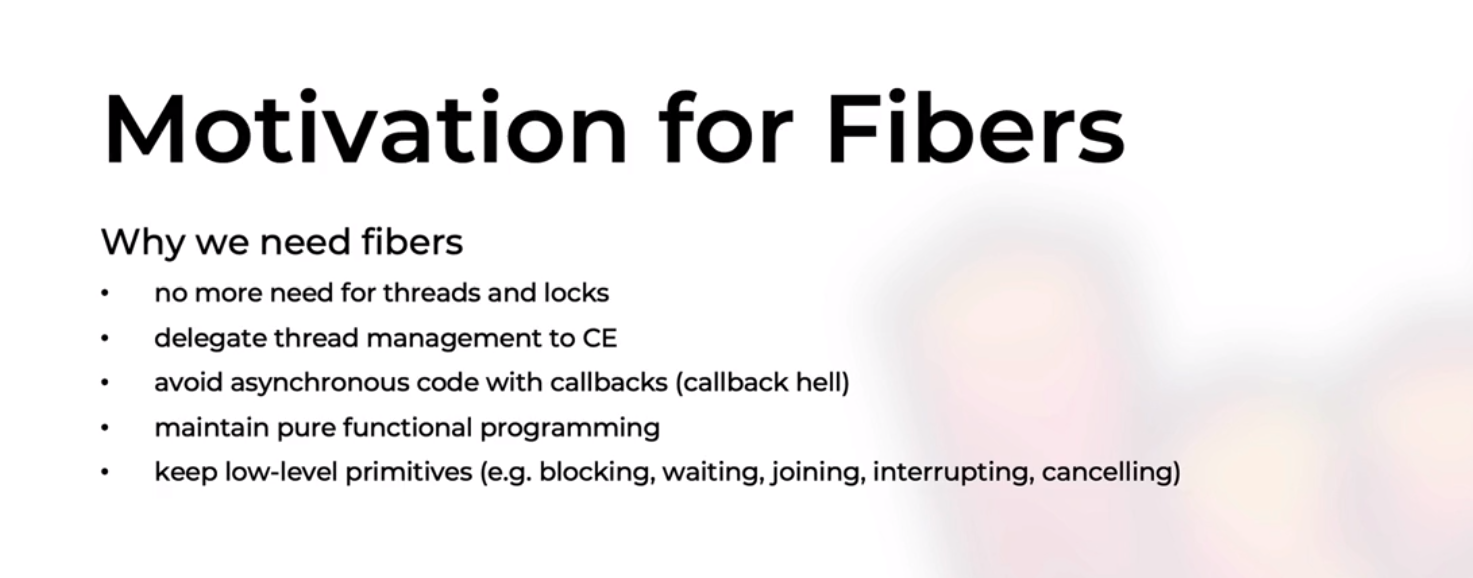 Motivation for Fibers
Why we need fibers
• no more need for threads and locks
• delegate thread management to CE
• avoid asynchronous code with callbacks (callback hell)
• maintain pure functional programming
• keep low-level primitives (e.g. blocking, waiting, joining, interrupting, cancelling)